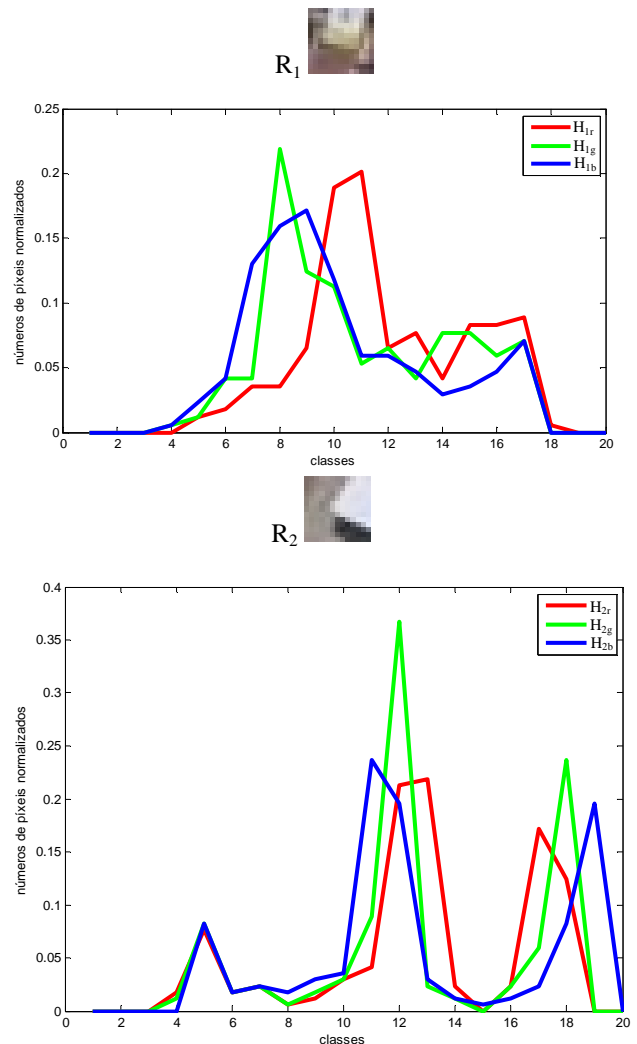 R₁
0.25
0.2
0.15
0.1
0.05
0
números de píxeis normalizados
H₁r
H₁g
H₁b
0 2 4 6 8 10 12 14 16 18 20
classes
R₂
0.4
0.35
0.3
0.25
0.2
0.15
0.1
0.05
0
números de píxeis normalizados
H₂r
H₂g
H₂b
0 2 4 6 8 10 12 14 16 18 20
classes